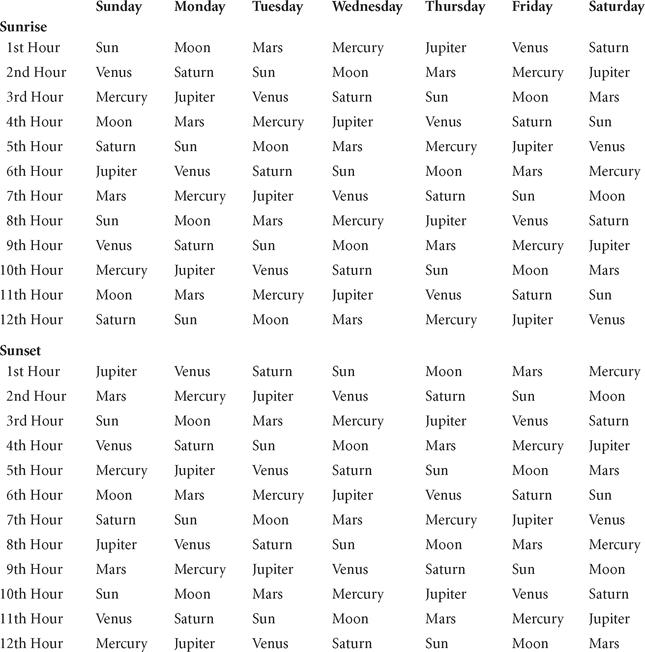 Sunday Monday Tuesday Wednesday Thursday Friday Saturday
Sunrise
1st Hour Sun Moon Mars Mercury Jupiter Venus Saturn
2nd Hour Venus Saturn Sun Moon Mars Mercury Jupiter
3rd Hour Mercury Jupiter Venus Saturn Sun Moon Mars
4th Hour Moon Mars Mercury Jupiter Venus Saturn Sun
5th Hour Saturn Sun Moon Mars Mercury Jupiter Venus
6th Hour Jupiter Venus Saturn Sun Moon Mars Mercury
7th Hour Mars Mercury Jupiter Venus Saturn Sun Moon
8th Hour Sun Moon Mars Mercury Jupiter Venus Saturn
9th Hour Venus Saturn Sun Moon Mars Mercury Jupiter
10th Hour Mercury Jupiter Venus Saturn Sun Moon Mars
11th Hour Moon Mars Mercury Jupiter Venus Saturn Sun
12th Hour Saturn Sun Moon Mars Mercury Jupiter Venus
Sunset
1st Hour Jupiter Venus Saturn Sun Moon Mars Mercury
2nd Hour Mars Mercury Jupiter Venus Saturn Sun Moon
3rd Hour Sun Moon Mars Mercury Jupiter Venus Saturn
4th Hour Venus Saturn Sun Moon Mars Mercury Jupiter
5th Hour Mercury Jupiter Venus Saturn Sun Moon Mars
6th Hour Moon Mars Mercury Jupiter Venus Saturn Sun
7th Hour Saturn Sun Moon Mars Mercury Jupiter Venus
8th Hour Jupiter Venus Saturn Sun Moon Mars Mercury
9th Hour Mars Mercury Jupiter Venus Saturn Sun Moon
10th Hour Sun Moon Mars Mercury Jupiter Venus Saturn
11th Hour Venus Saturn Sun Moon Mars Mercury Jupiter
12th Hour Mercury Jupiter Venus Saturn Sun Moon Mars